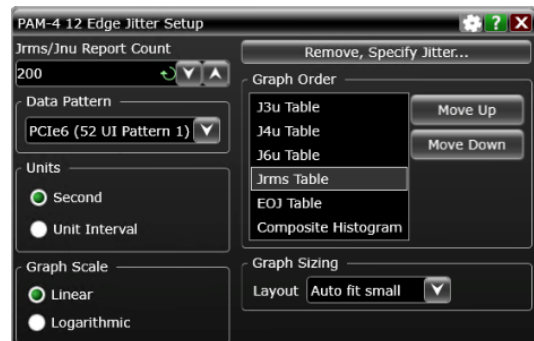 PAM-4 12 Edge Jitter Setup
?
X
Jrms/Jnu Report Count
200
Data Pattern
PCIe6 (52 UI Pattern 1)
Units
Second
Unit Interval
Graph Scale
Linear
Logarithmic
Remove, Specify Jitter...
Graph Order
J3u Table
J4u Table
J6u Table
Jrms Table
EOJ Table
Composite Histogram
Move Up
Move Down
Graph Sizing
Layout Auto fit small